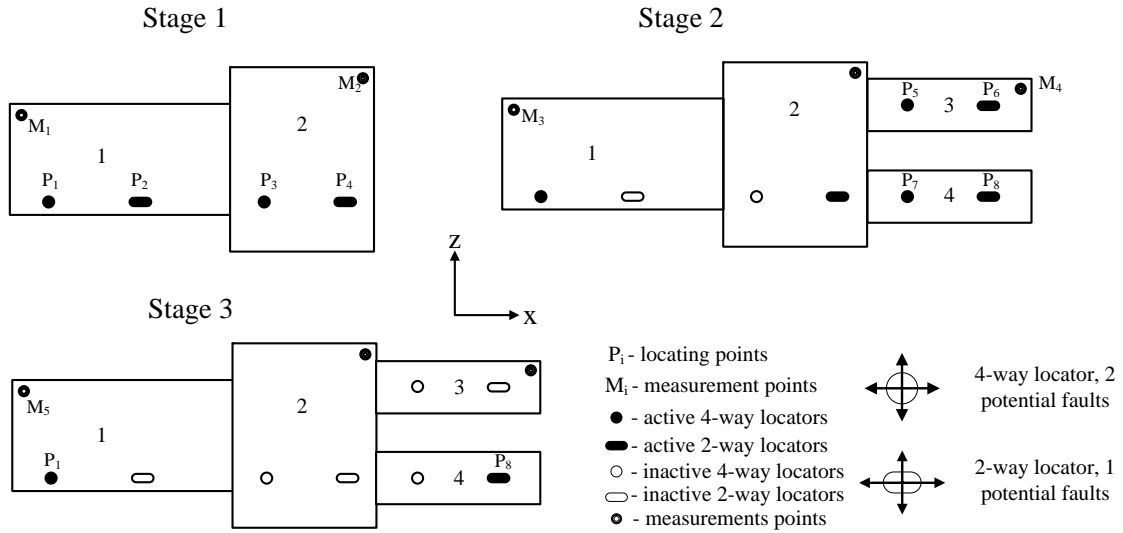 Stage 1
M₂
2
M₁
1
P₁ P₂ P₃ P₄
Stage 2
P₅ P₆
M₄
3
2
M₃
1
P₇ P₈
4
z
x
Stage 3
3
2
M₅
1
P₁
P₈
4
Pᵢ - locating points
Mᵢ - measurement points
- active 4-way locators
- active 2-way locators
- inactive 4-way locators
- inactive 2-way locators
- measurements points
4-way locator, 2
potential faults
2-way locator, 1
potential faults